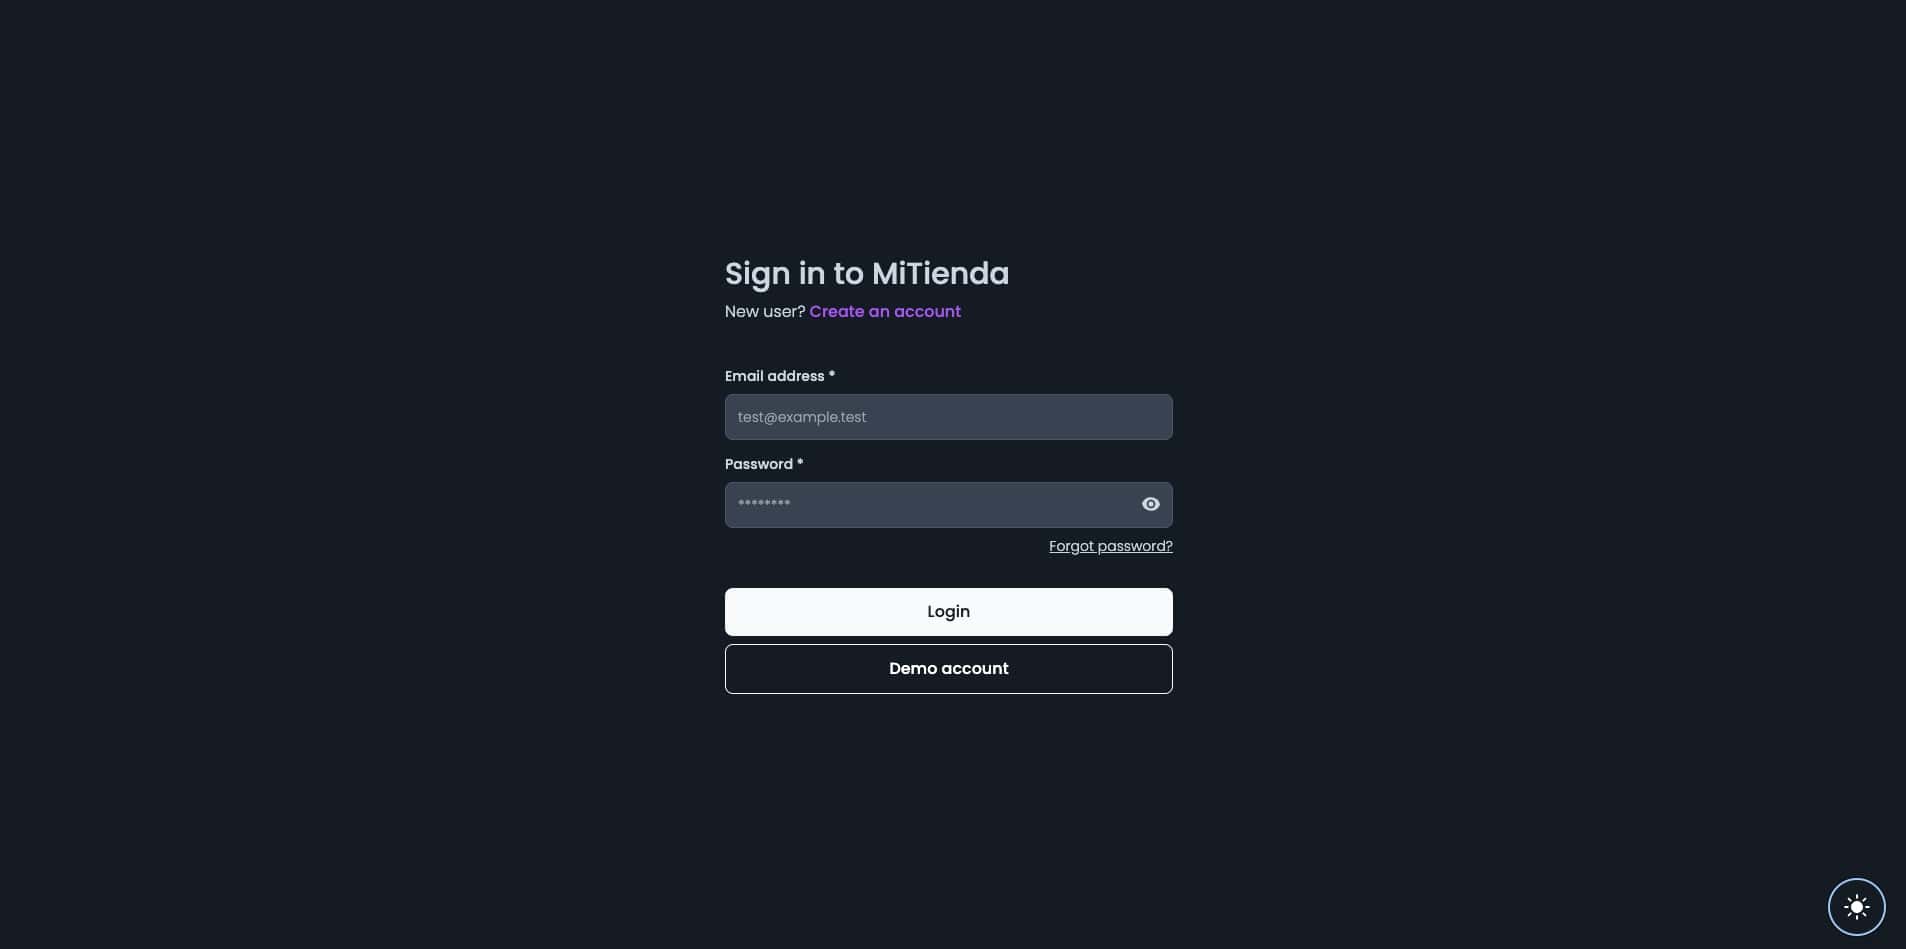 Sign in to MiTienda
New user? Create an account
Email address *
test@example.test
Password *
********
Forgot password?
Login
Demo account